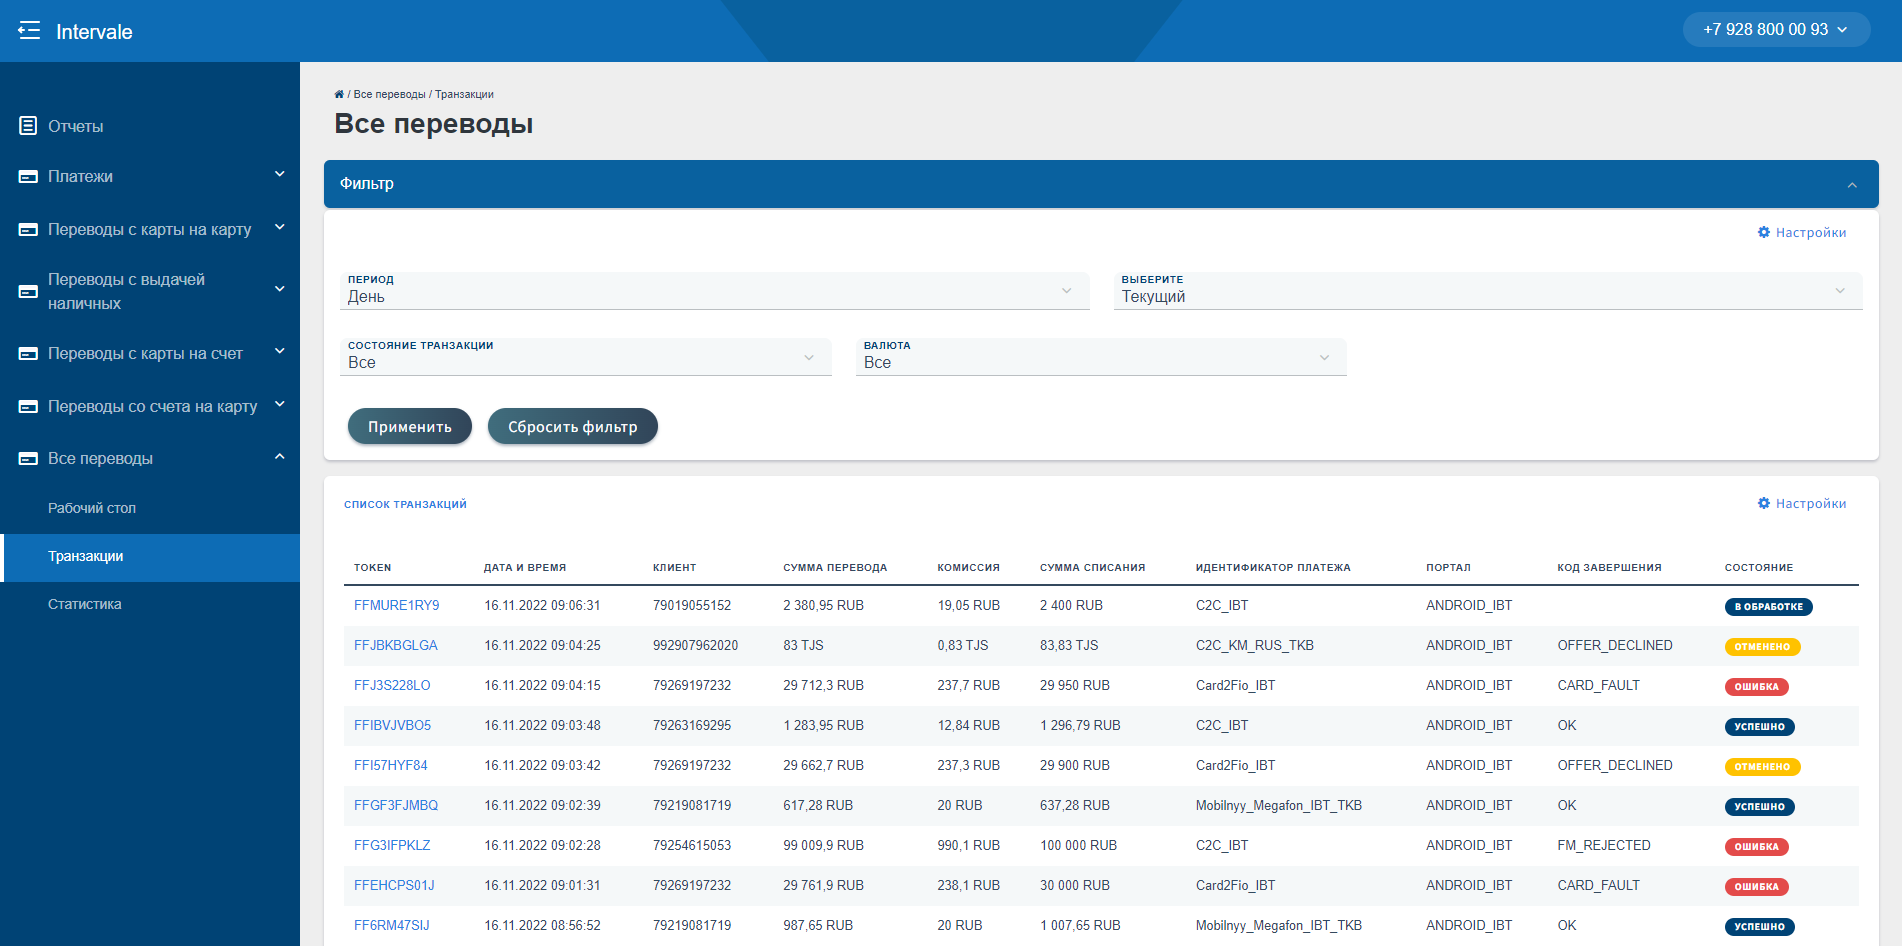 Intervale
+7 928 800 00 93
Отчеты
Платежи
Переводы с карты на карту
Переводы с выдачей
наличных
Переводы с карты на счет
Переводы со счета на карту
Все переводы
Рабочий стол
Транзакции
Статистика
/ Все переводы / Транзакции
Все переводы
Фильтр
Настройки
ПЕРИОД
День
ВЫБЕРИТЕ
Текущий
СОСТОЯНИЕ ТРАНЗАКЦИИ
Все
ВАЛЮТА
Все
Применить Сбросить фильтр
СПИСОК ТРАНЗАКЦИЙ
Настройки
TOKEN ДАТА И ВРЕМЯ КЛИЕНТ СУММА ПЕРЕВОДА КОМИССИЯ СУММА СПИСАНИЯ ИДЕНТИФИКАТОР ПЛАТЕЖА ПОРТАЛ КОД ЗАВЕРШЕНИЯ СОСТОЯНИЕ
FFMURE1RY9 16.11.2022 09:06:31 79019055152 2 380,95 RUB 19,05 RUB 2 400 RUB C2C_IBT ANDROID_IBT В ОБРАБОТКЕ
FFJBKBGLGA 16.11.2022 09:04:25 992907962020 83 TJS 0,83 TJS 83,83 TJS C2C_KM_RUS_TKB ANDROID_IBT OFFER_DECLINED ОТМЕНЕНО
FFJ3S228LO 16.11.2022 09:04:15 79269197232 29 712,3 RUB 237,7 RUB 29 950 RUB Card2Fio_IBT ANDROID_IBT CARD_FAULT ОШИБКА
FFIBVJVBO5 16.11.2022 09:03:48 79263169295 1 283,95 RUB 12,84 RUB 1 296,79 RUB C2C_IBT ANDROID_IBT OK УСПЕШНО
FFI57HYF84 16.11.2022 09:03:42 79269197232 29 662,7 RUB 237,3 RUB 29 900 RUB Card2Fio_IBT ANDROID_IBT OFFER_DECLINED ОТМЕНЕНО
FFGF3FJMBQ 16.11.2022 09:02:39 79219081719 617,28 RUB 20 RUB 637,28 RUB Mobilnyy_Megafon_IBT_TKB ANDROID_IBT OK УСПЕШНО
FFG3IFPKLZ 16.11.2022 09:02:28 79254615053 99 009,9 RUB 990,1 RUB 100 000 RUB C2C_IBT ANDROID_IBT FM_REJECTED ОШИБКА
FFEHCPS01J 16.11.2022 09:01:31 79269197232 29 761,9 RUB 238,1 RUB 30 000 RUB Card2Fio_IBT ANDROID_IBT CARD_FAULT ОШИБКА
FF6RM47SIJ 16.11.2022 08:56:52 79219081719 987,65 RUB 20 RUB 1 007,65 RUB Mobilnyy_Megafon_IBT_TKB ANDROID_IBT OK УСПЕШНО